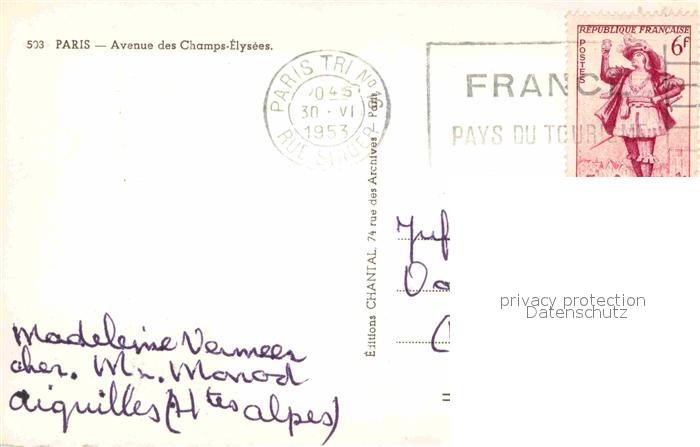 503 PARIS — Avenue des Champs-Élysées.
PARIS TRI No 16
RUE SINGER
30 - VI
1953
FRANCE
PAYS DU TOURISME
RÉPUBLIQUE FRANÇAISE
6F
POSTES
Éditions CHANTAL, 74 rue des Archives - Paris
privacy protection
Datenschutz
Madeleine Vermeer
chez. Mr. Monod
Aiguilles (Htes alpes)